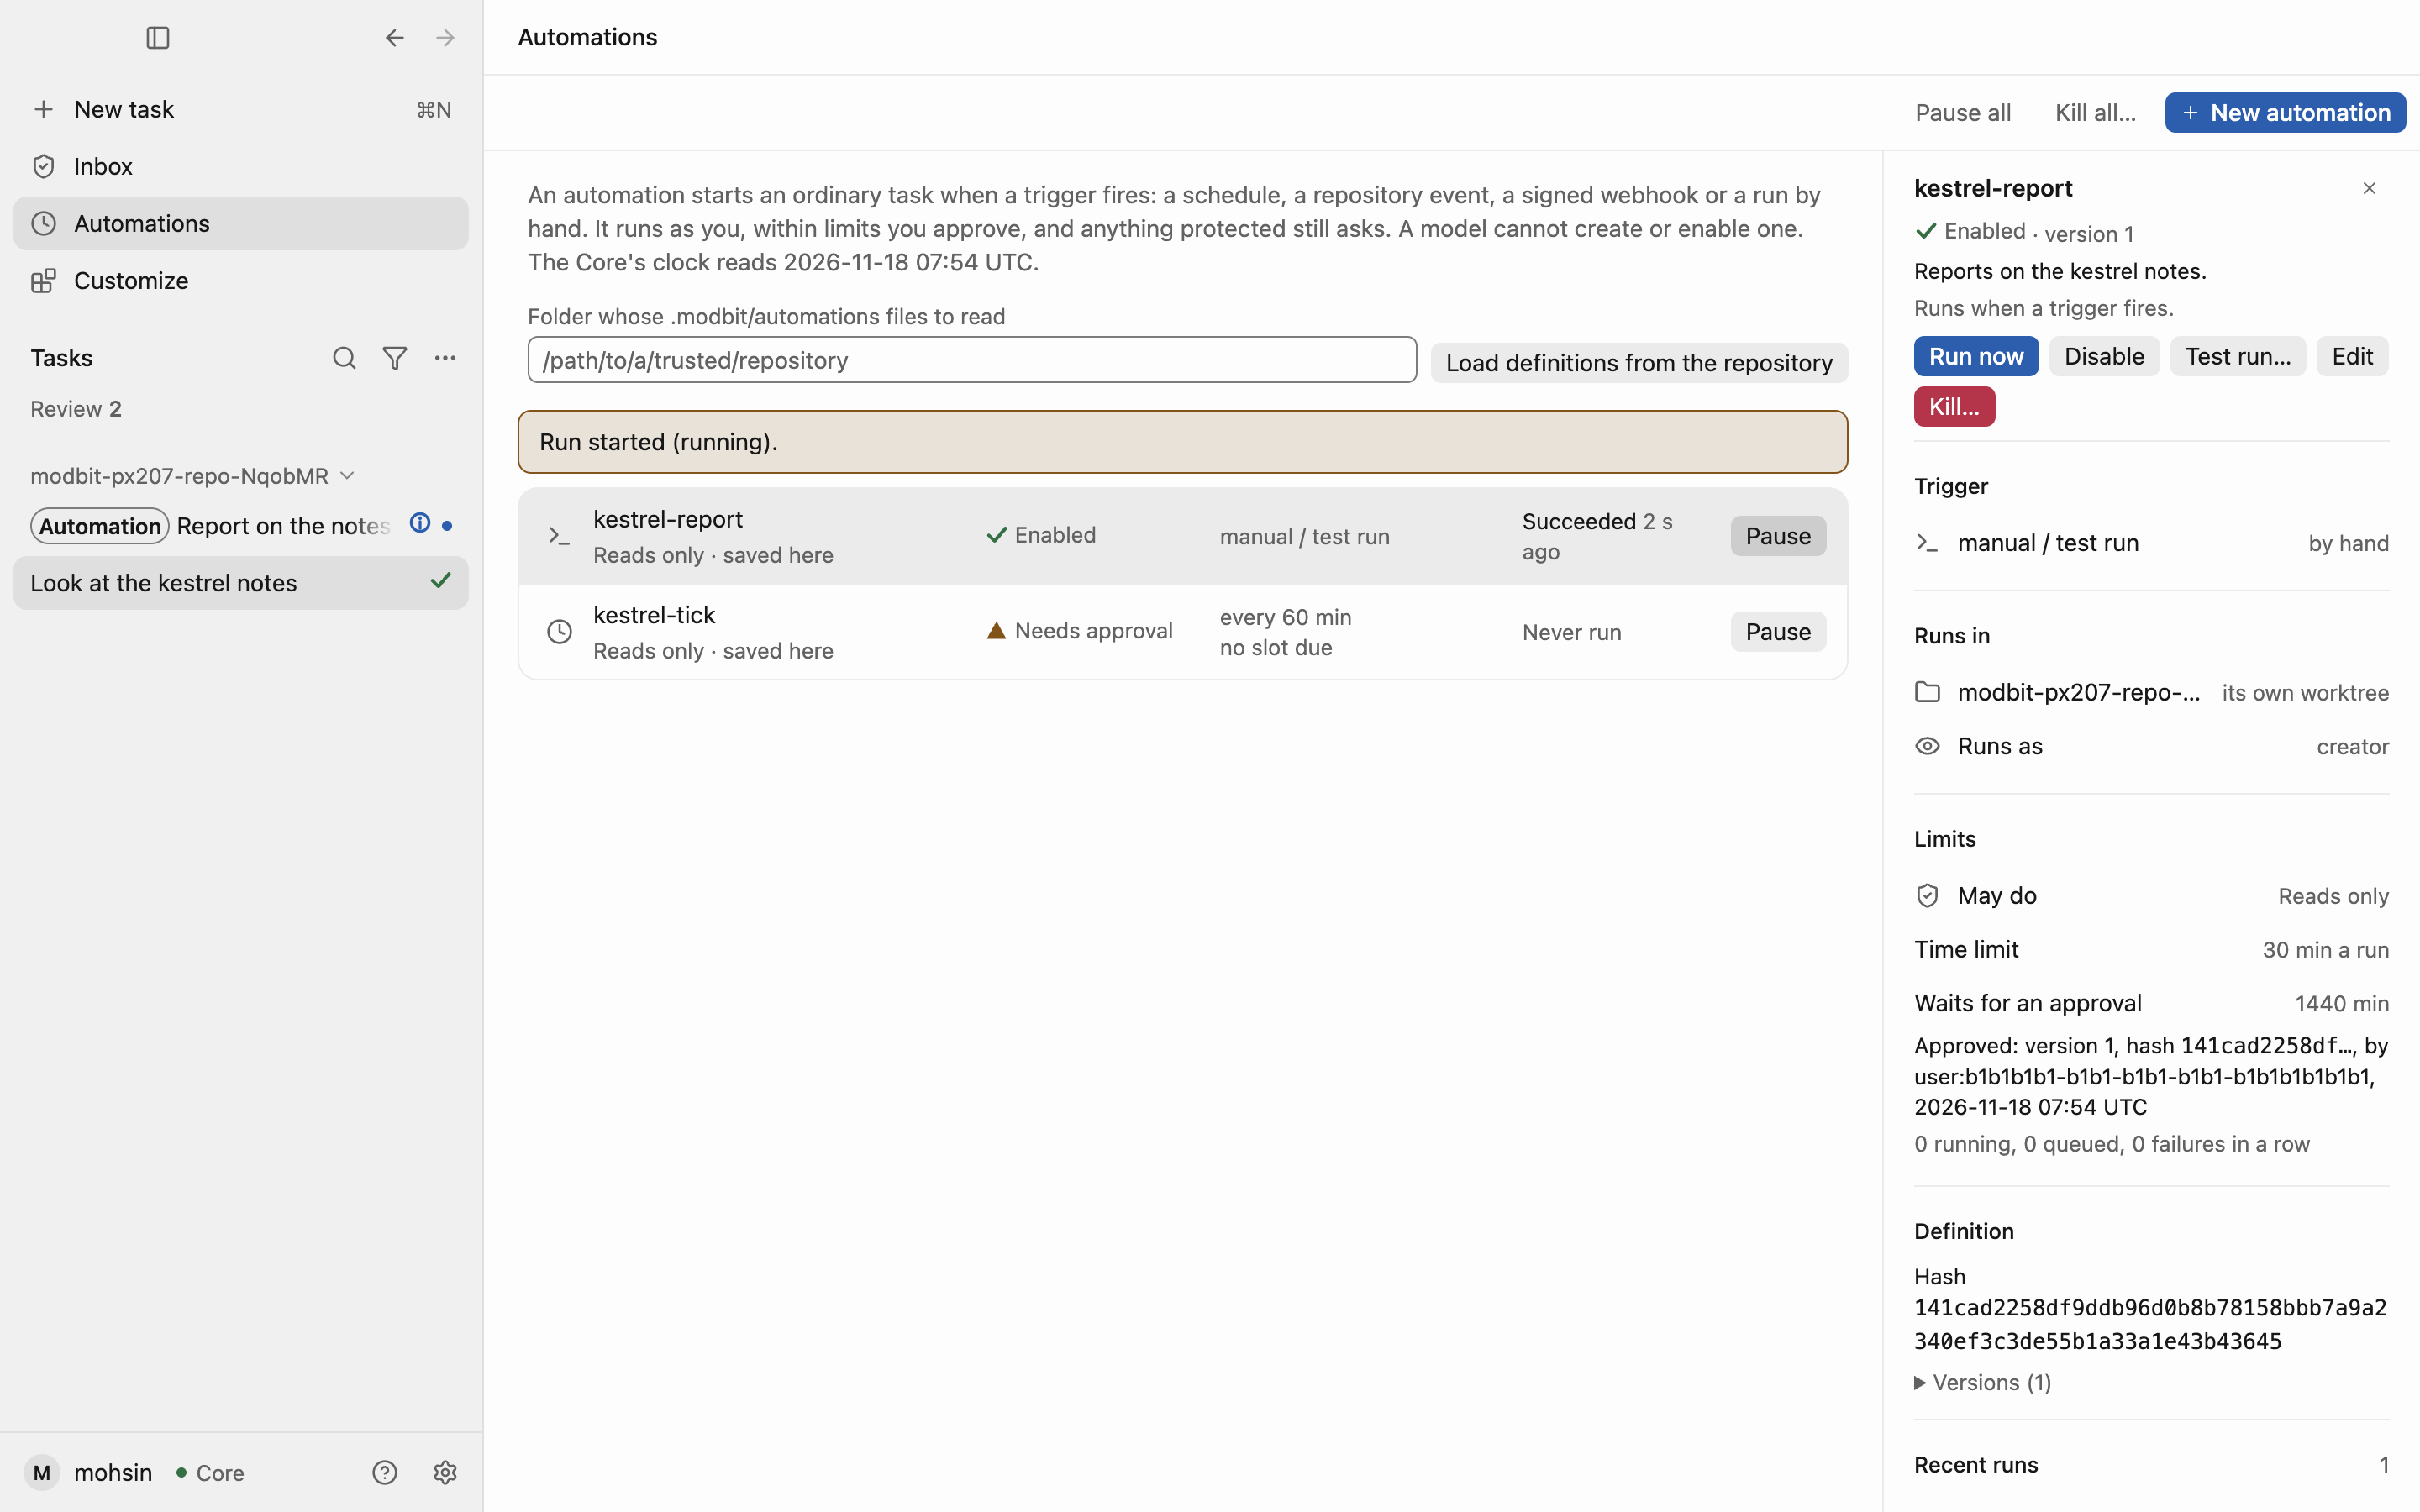 New task
⌘N
Inbox
Automations
Customize
Tasks
Review 2
modbit-px207-repo-NqobMR
Automation Report on the notes
Look at the kestrel notes
M mohsin Core
Automations
Pause all
Kill all...
+ New automation
An automation starts an ordinary task when a trigger fires: a schedule, a repository event, a signed webhook or a run by
hand. It runs as you, within limits you approve, and anything protected still asks. A model cannot create or enable one.
The Core's clock reads 2026-11-18 07:54 UTC.
Folder whose .modbit/automations files to read
/path/to/a/trusted/repository
Load definitions from the repository
Run started (running).
kestrel-report
Reads only · saved here
Enabled
manual / test run
Succeeded 2 s
ago
Pause
kestrel-tick
Reads only · saved here
Needs approval
every 60 min
no slot due
Never run
Pause
kestrel-report
Enabled · version 1
Reports on the kestrel notes.
Runs when a trigger fires.
Run now
Disable
Test run...
Edit
Kill...
Trigger
manual / test run
by hand
Runs in
modbit-px207-repo-...
its own worktree
Runs as
creator
Limits
May do
Reads only
Time limit
30 min a run
Waits for an approval
1440 min
Approved: version 1, hash 141cad2258df…, by
user:b1b1b1b1-b1b1-b1b1-b1b1-b1b1b1b1b1b1,
2026-11-18 07:54 UTC
0 running, 0 queued, 0 failures in a row
Definition
Hash
141cad2258df9ddb96d0b8b78158bbb7a9a2
340ef3c3de55b1a33a1e43b43645
Versions (1)
Recent runs
1